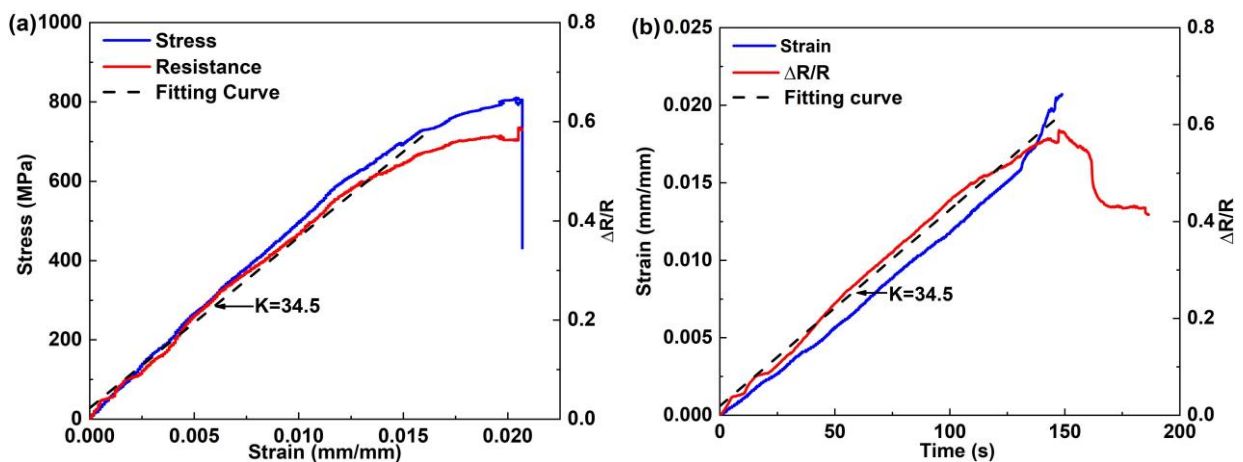 (a)
1000
800
600
400
200
0
Stress (MPa)
Stress
Resistance
Fitting Curve
K=34.5
0.8
0.6
0.4
0.2
0.0
ΔR/R
0.000 0.005 0.010 0.015 0.020
Strain (mm/mm)
(b)
0.025
0.020
0.015
0.010
0.005
0.000
Strain (mm/mm)
Strain
ΔR/R
Fitting curve
K=34.5
0.8
0.6
0.4
0.2
0.0
ΔR/R
0 50 100 150 200
Time (s)